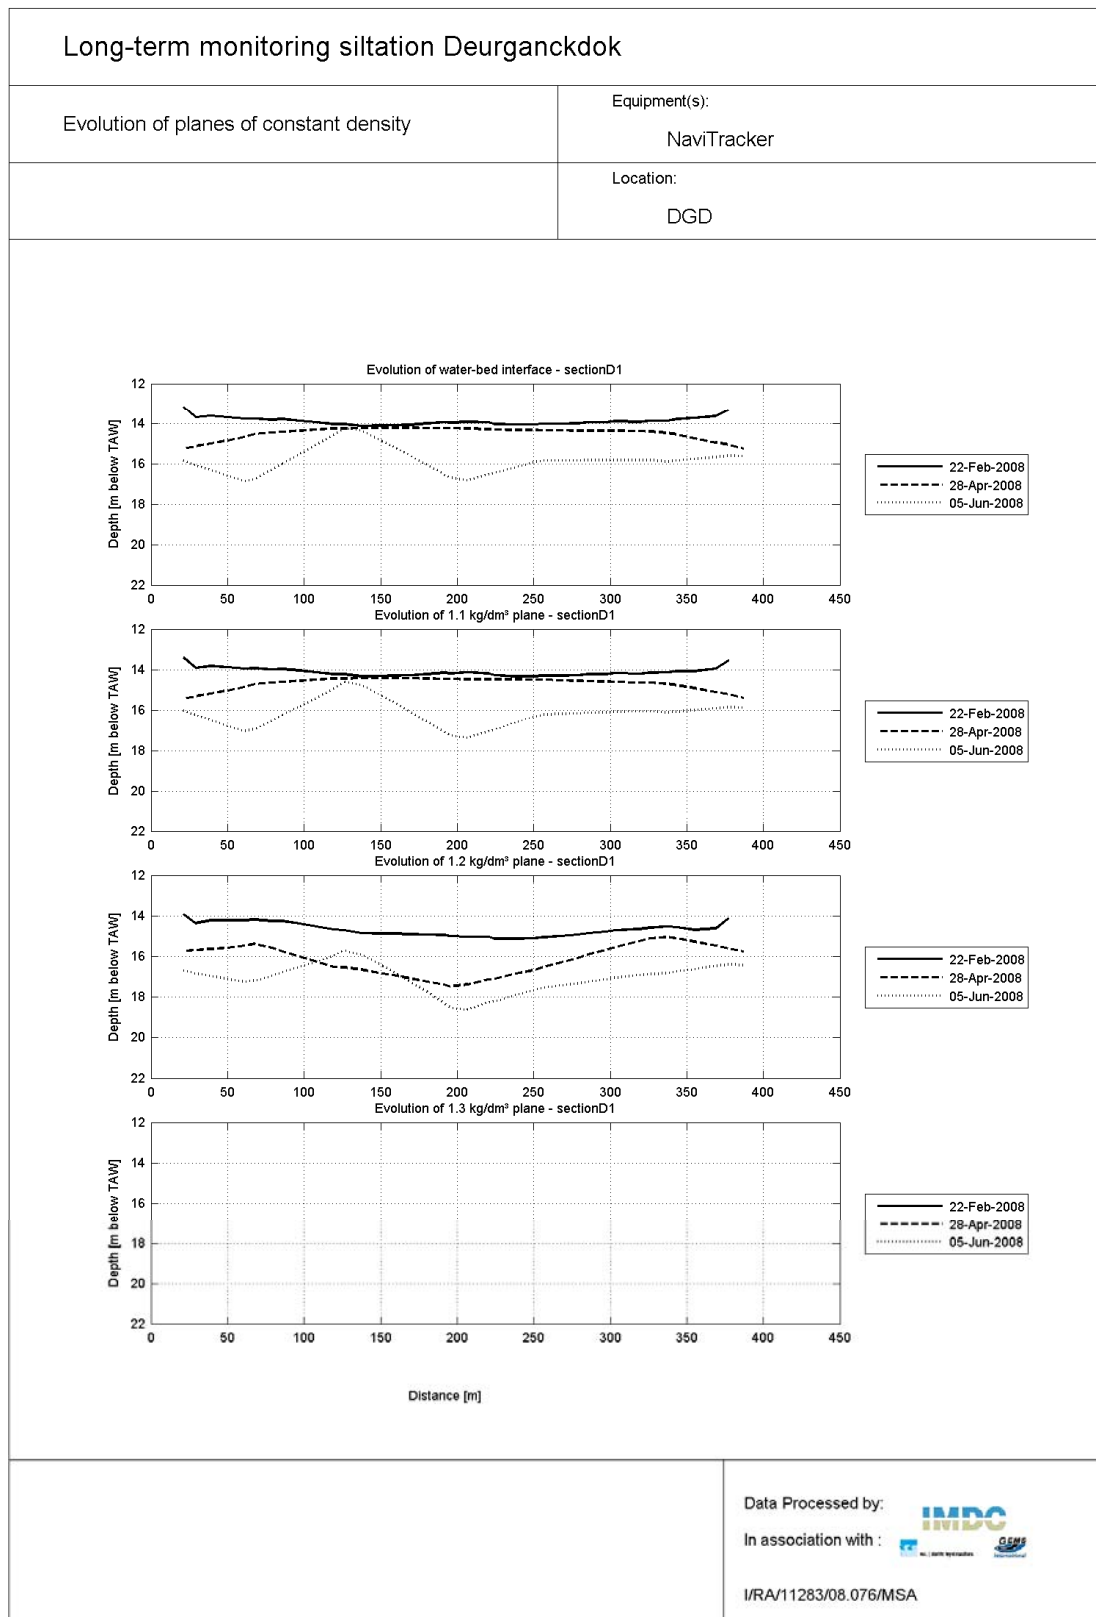 Long-term monitoring siltation Deurganckdok
Evolution of planes of constant density
Equipment(s):
NaviTracker
Location:
DGD
Evolution of water-bed interface - sectionD1
Depth [m below TAW]
12
14
16
18
20
22
0 50 100 150 200 250 300 350 400 450
22-Feb-2008
28-Apr-2008
05-Jun-2008
Evolution of 1.1 kg/dm³ plane - sectionD1
Depth [m below TAW]
12
14
16
18
20
22
0 50 100 150 200 250 300 350 400 450
22-Feb-2008
28-Apr-2008
05-Jun-2008
Evolution of 1.2 kg/dm³ plane - sectionD1
Depth [m below TAW]
12
14
16
18
20
22
0 50 100 150 200 250 300 350 400 450
22-Feb-2008
28-Apr-2008
05-Jun-2008
Evolution of 1.3 kg/dm³ plane - sectionD1
Depth [m below TAW]
12
14
16
18
20
22
0 50 100 150 200 250 300 350 400 450
22-Feb-2008
28-Apr-2008
05-Jun-2008
Distance [m]
Data Processed by:
IMDC
In association with :
wl | delft hydraulics
GEMS
International
I/RA/11283/08.076/MSA